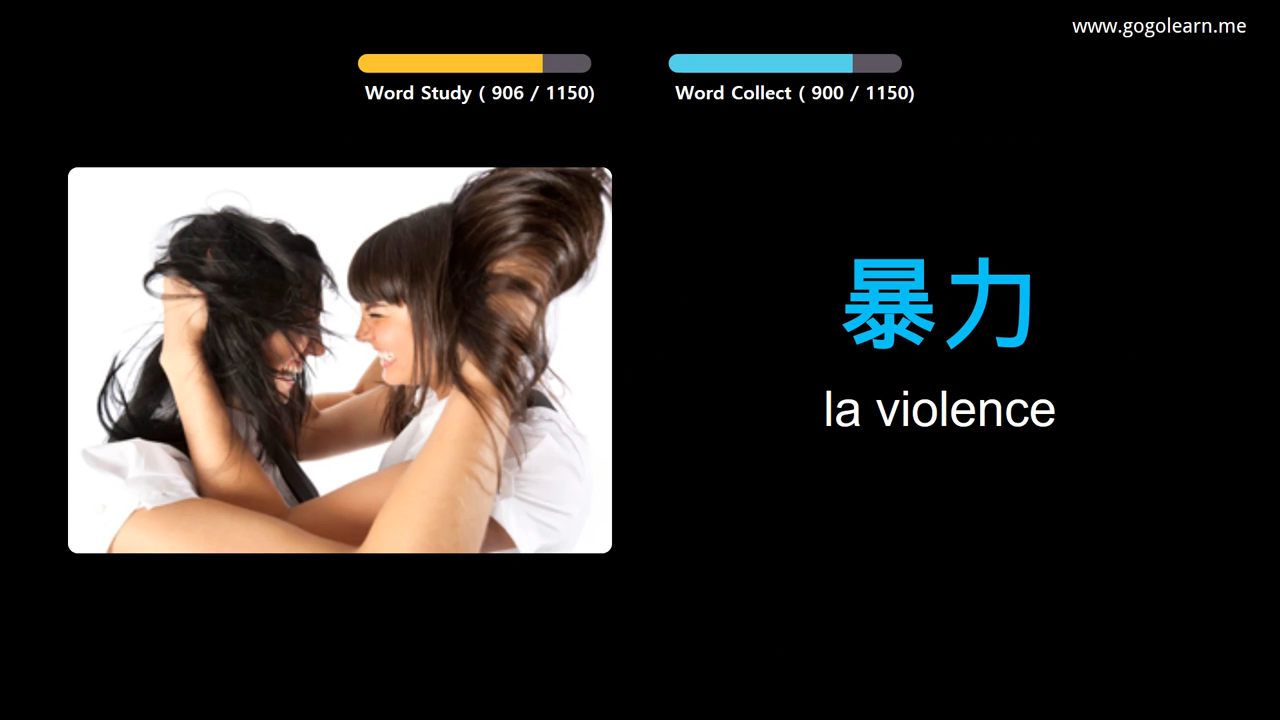 www.gogolearn.me
Word Study ( 906 / 1150)
Word Collect ( 900 / 1150)
暴力
la violence